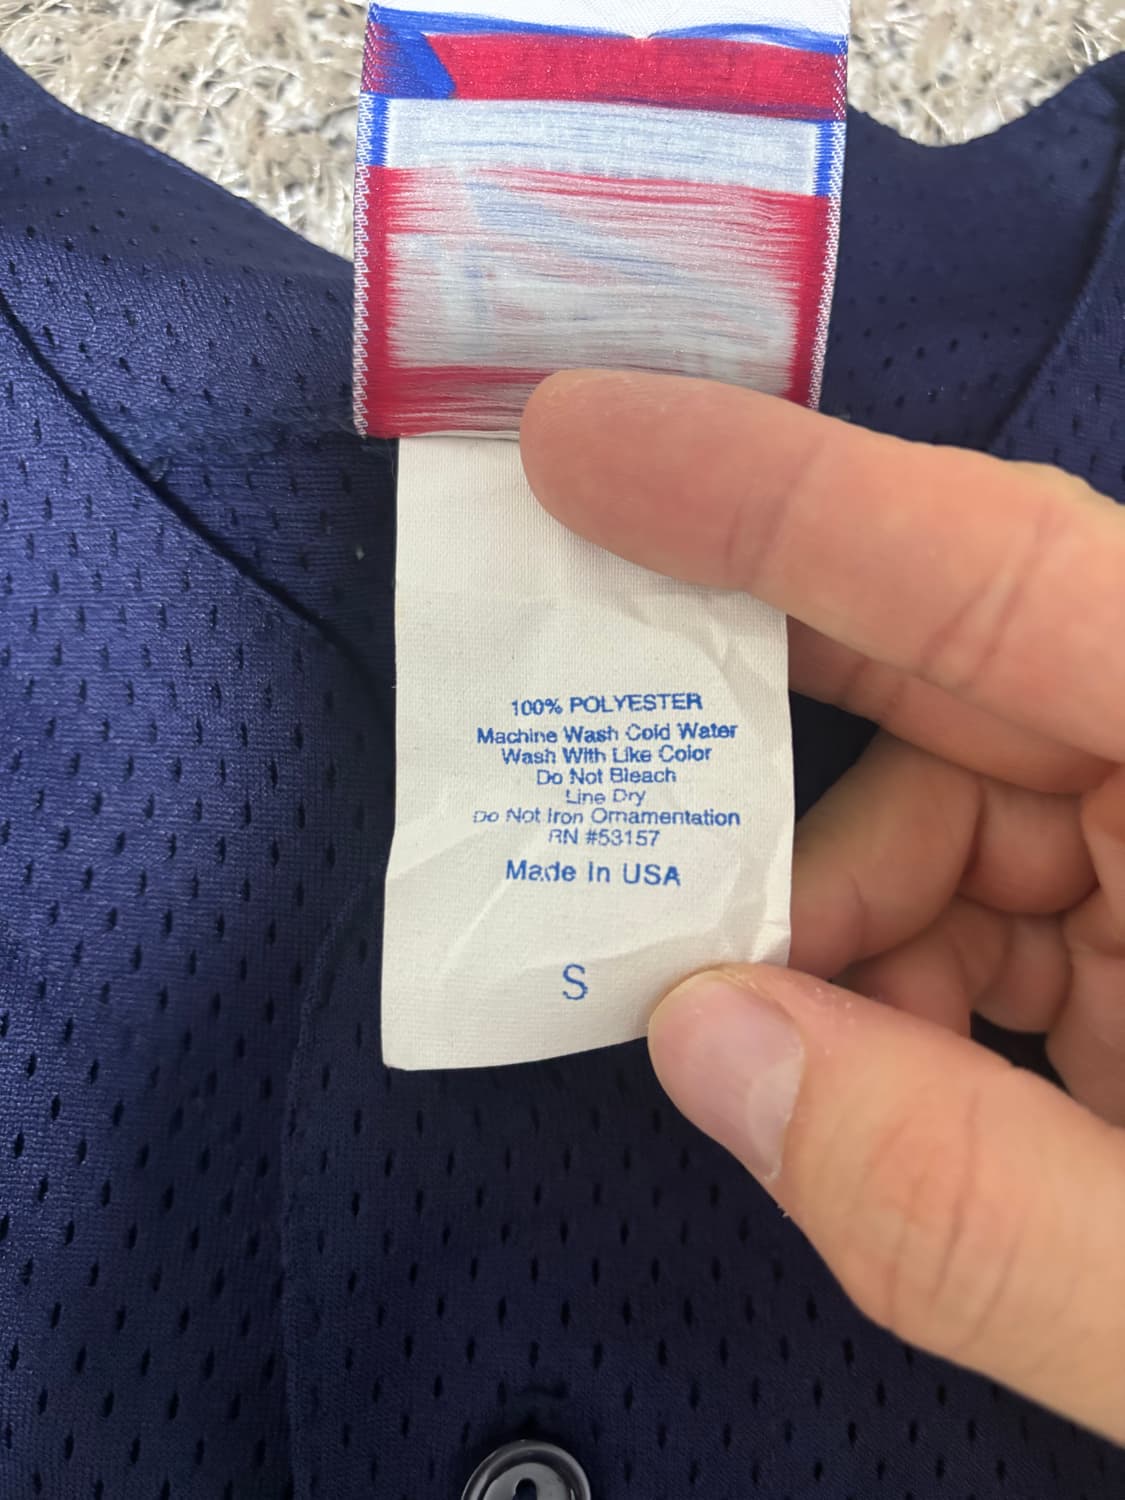 100% POLYESTER
Machine Wash Cold Water
Wash With Like Color
Do Not Bleach
Line Dry
Do Not Iron Ornamentation
RN #53157
Made In USA
S